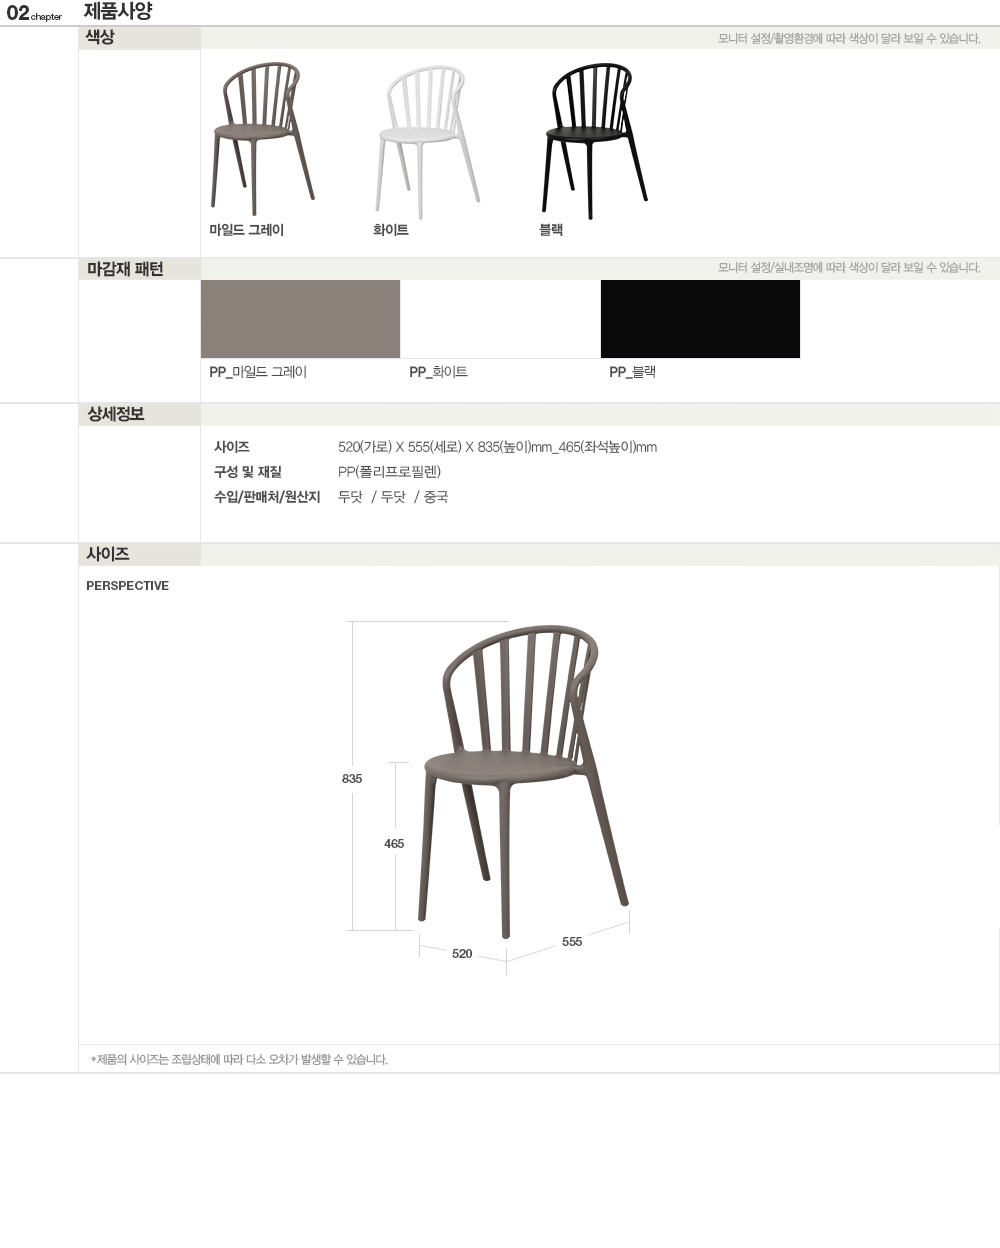 02 chapter 제품사양
색상 모니터 설정/촬영환경에 따라 색상이 달라 보일 수 있습니다.
마일드 그레이 화이트 블랙
마감재 패턴 모니터 설정/실내조명에 따라 색상이 달라 보일 수 있습니다.
PP_마일드 그레이 PP_화이트 PP_블랙
상세정보
사이즈 520(가로) X 555(세로) X 835(높이)mm_465(좌석높이)mm
구성 및 재질 PP(폴리프로필렌)
수입/판매처/원산지 두닷 / 두닷 / 중국
사이즈
PERSPECTIVE
835
465
555
520
*제품의 사이즈는 조립상태에 따라 다소 오차가 발생할 수 있습니다.